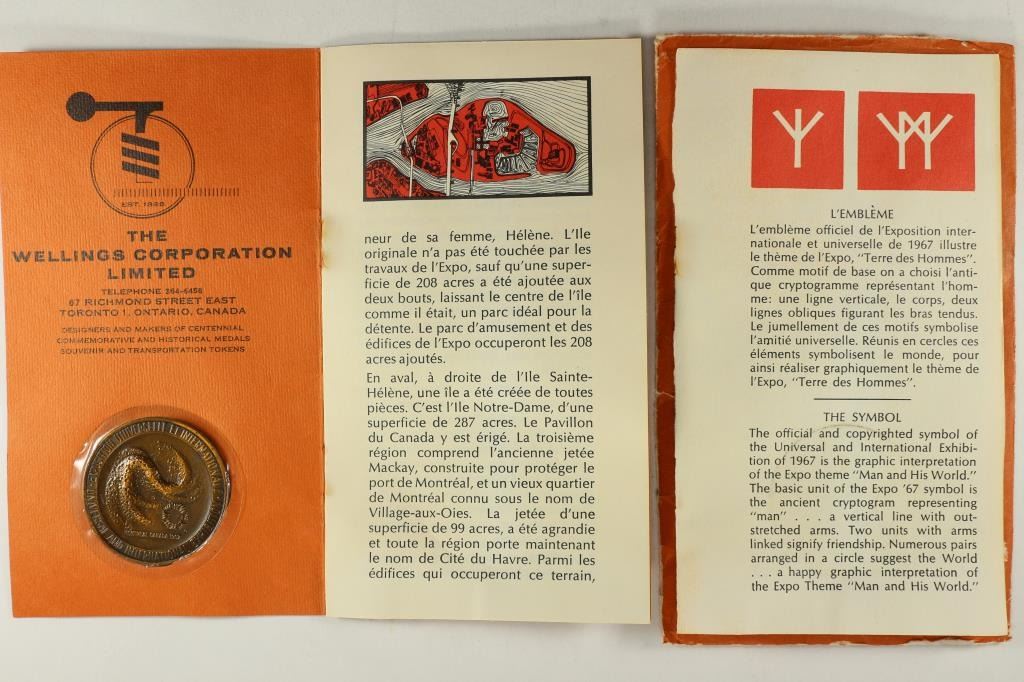 EST. 1888
THE
WELLINGS CORPORATION
LIMITED
TELEPHONE 364-6456
67 RICHMOND STREET EAST
TORONTO 1, ONTARIO, CANADA
DESIGNERS AND MAKERS OF CENTENNIAL
COMMEMORATIVE AND HISTORICAL MEDALS
SOUVENIR AND TRANSPORTATION TOKENS
UNIVERSELLE ET INTERNATIONALE
AND INTERNATIONAL
MONTREAL CANADA 1967
neur de sa femme, Hélène. L'Ile
originale n'a pas été touchée par les
travaux de l'Expo, sauf qu'une super-
ficie de 208 acres a été ajoutée aux
deux bouts, laissant le centre de l'île
comme il était, un parc idéal pour la
détente. Le parc d'amusement et des
édifices de l'Expo occuperont les 208
acres ajoutés.
En aval, à droite de l'Ile Sainte-
Hélène, une île a été créée de toutes
pièces. C'est l'Ile Notre-Dame, d'une
superficie de 287 acres. Le Pavillon
du Canada y est érigé. La troisième
région comprend l'ancienne jetée
Mackay, construite pour protéger le
port de Montréal, et un vieux quartier
de Montréal connu sous le nom de
Village-aux-Oies. La jetée, d'une
superficie de 99 acres, a été agrandie
et toute la région porte maintenant
le nom de Cité du Havre. Parmi les
édifices qui occuperont ce terrain,
L'EMBLÈME
L'emblème officiel de l'Exposition inter-
nationale et universelle de 1967 illustre
le thème de l'Expo, "Terre des Hommes".
Comme motif de base on a choisi l'anti-
que cryptogramme représentant l'hom-
me: une ligne verticale, le corps, deux
lignes obliques figurant les bras tendus.
Le jumellement de ces motifs symbolise
l'amitié universelle. Réunis en cercles ces
éléments symbolisent le monde, pour
ainsi réaliser graphiquement le thème de
l'Expo, "Terre des Hommes".
THE SYMBOL
The official and copyrighted symbol of
the Universal and International Exhibi-
tion of 1967 is the graphic interpretation
of the Expo theme "Man and His World."
The basic unit of the Expo '67 symbol is
the ancient cryptogram representing
"man" . . . a vertical line with out-
stretched arms. Two units with arms
linked signify friendship. Numerous pairs
arranged in a circle suggest the World
. . . a happy graphic interpretation of
the Expo Theme "Man and His World."